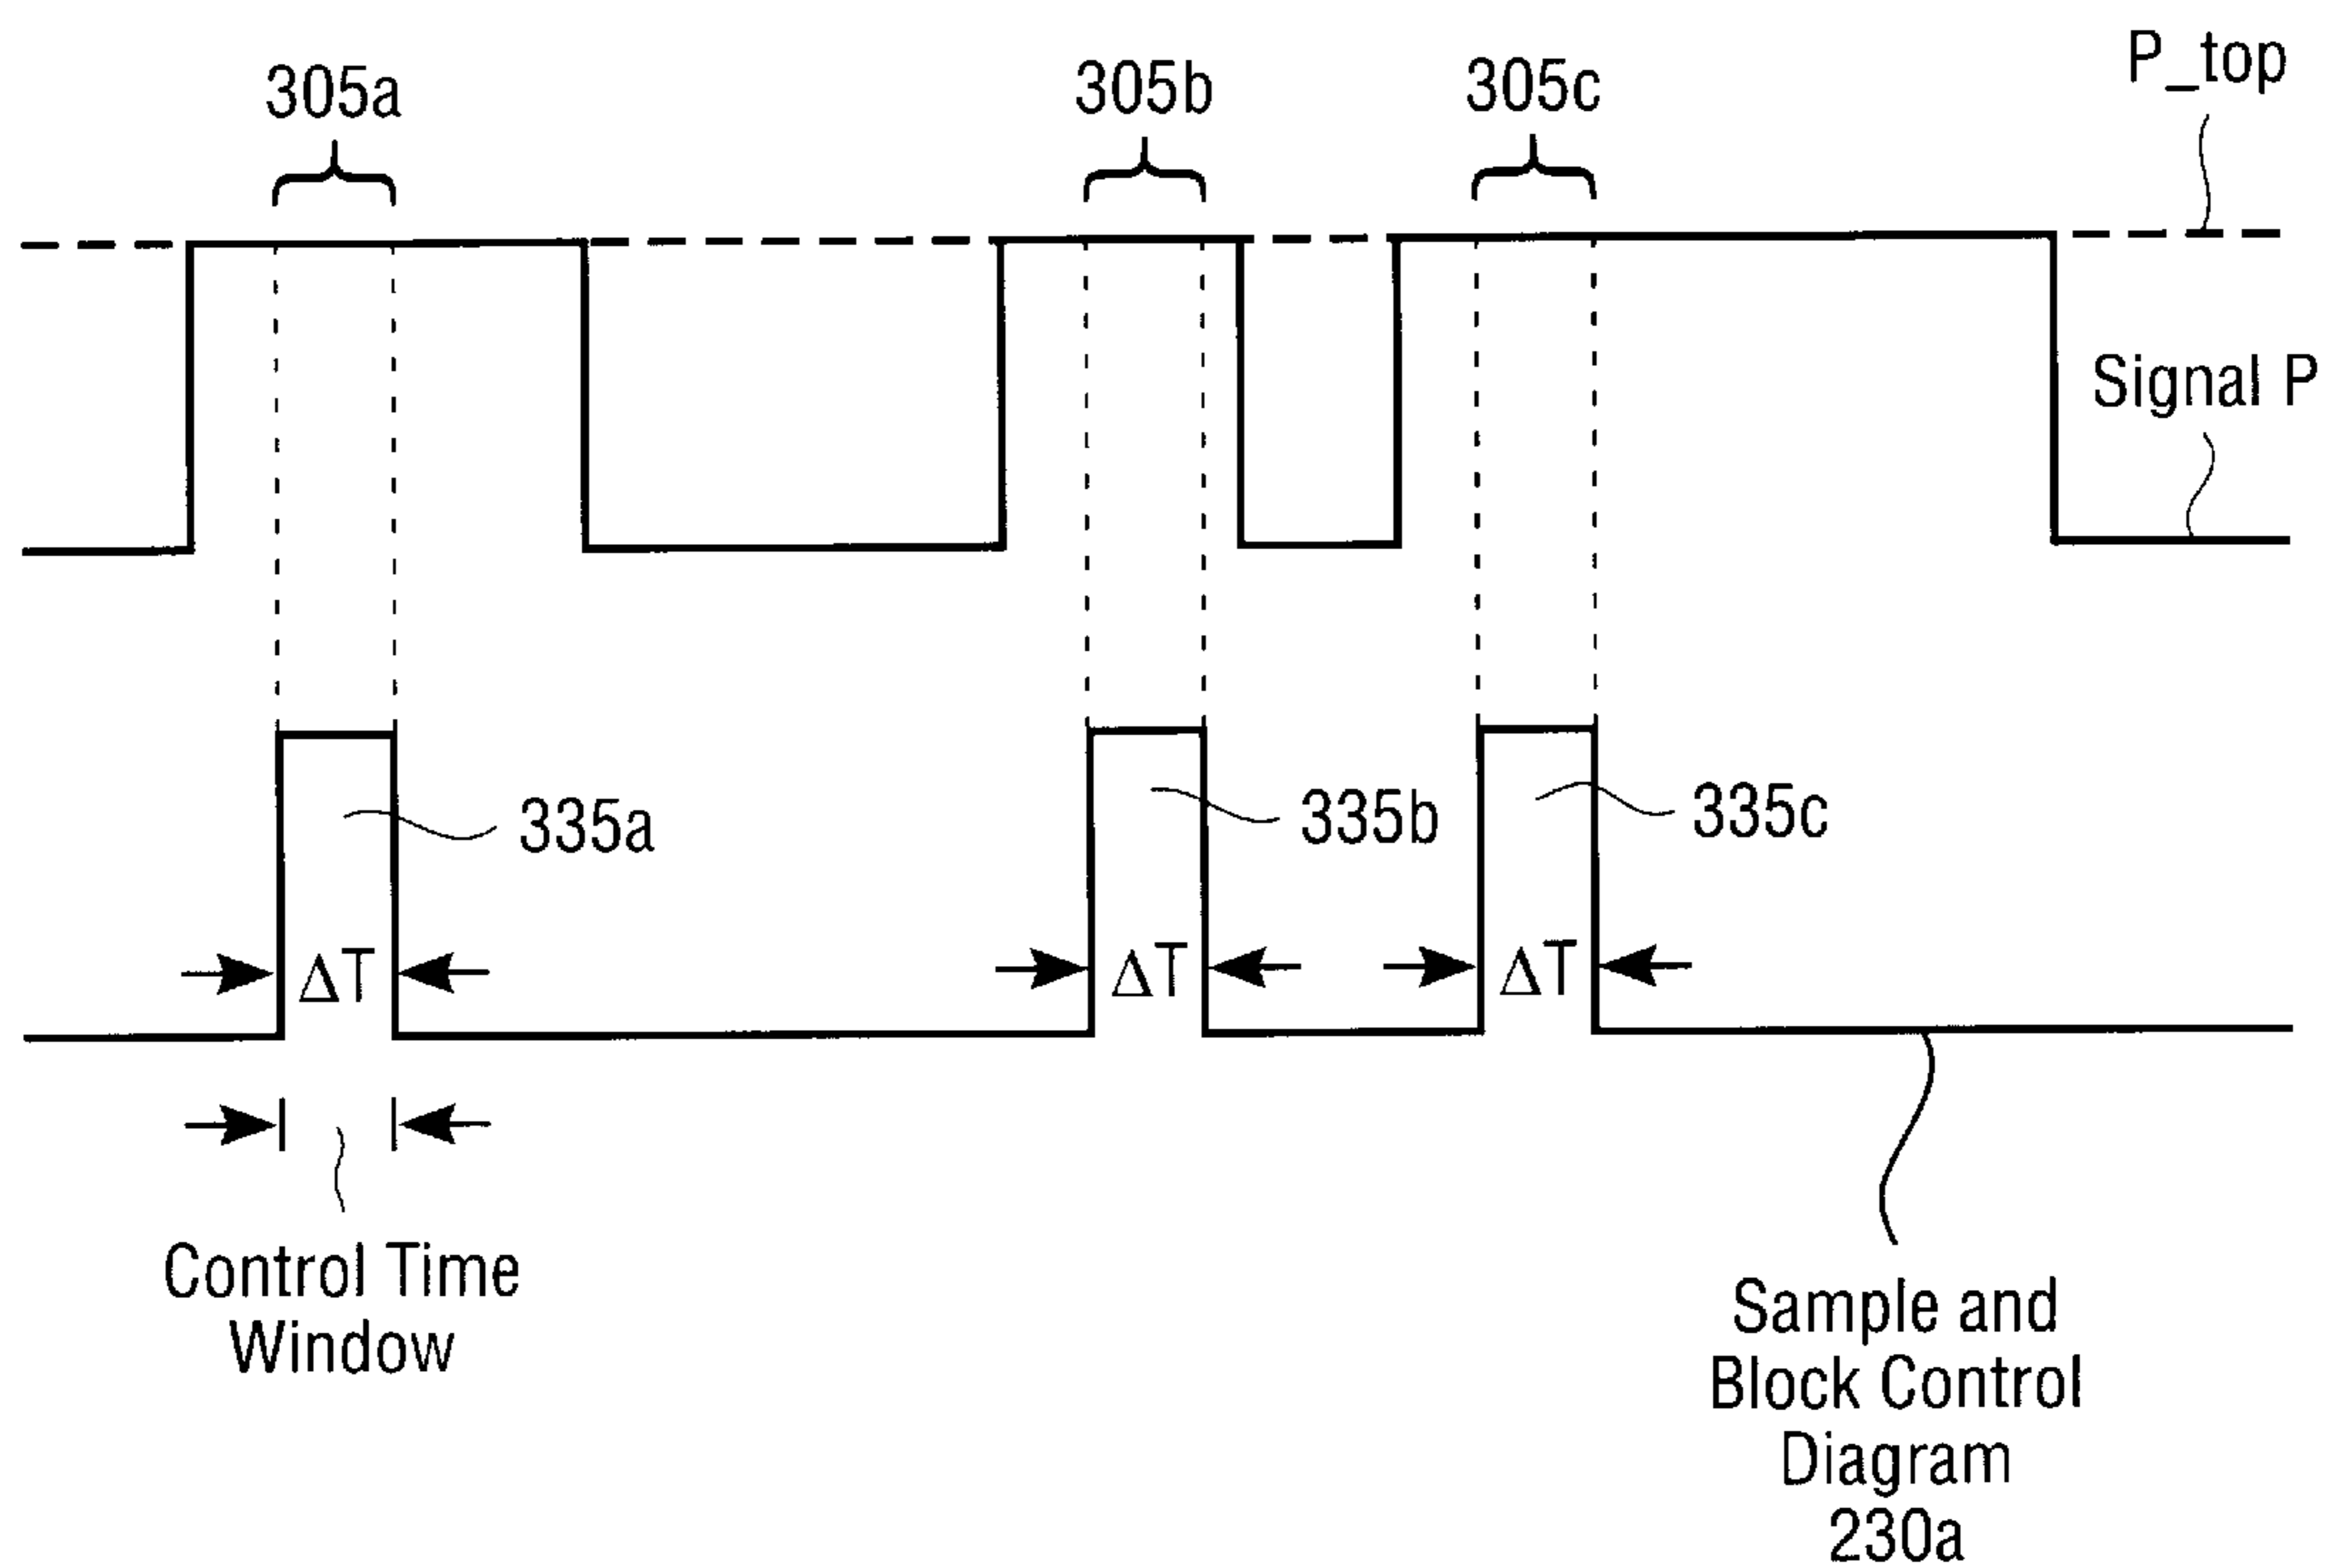 P_top
305a
305b
305c
Signal P
335a
335b
335c
ΔT
ΔT
ΔT
Control Time
Window
Sample and
Block Control
Diagram
230a